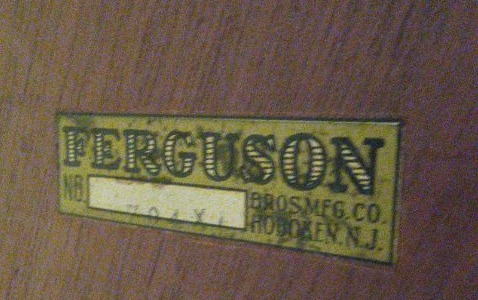 FERGUSON
NO.
BROS.MFG.CO.
HOBOKEN, N.J.